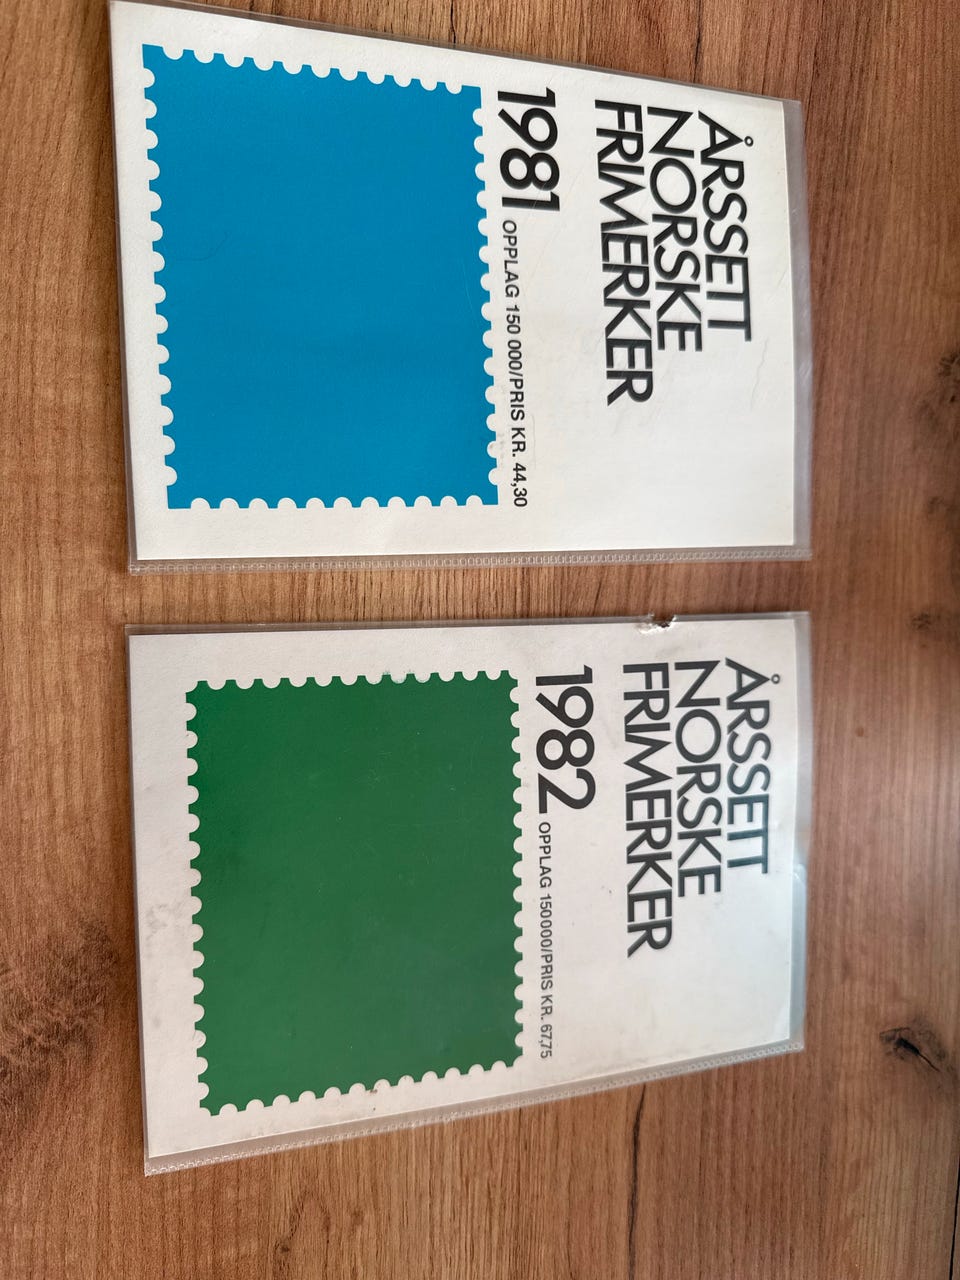 ÅRSSETT
NORSKE
FRIMERKER
1981 OPPLAG 150 000/PRIS KR. 44,30
ÅRSSETT
NORSKE
FRIMERKER
1982 OPPLAG 150000/PRIS KR. 67,75